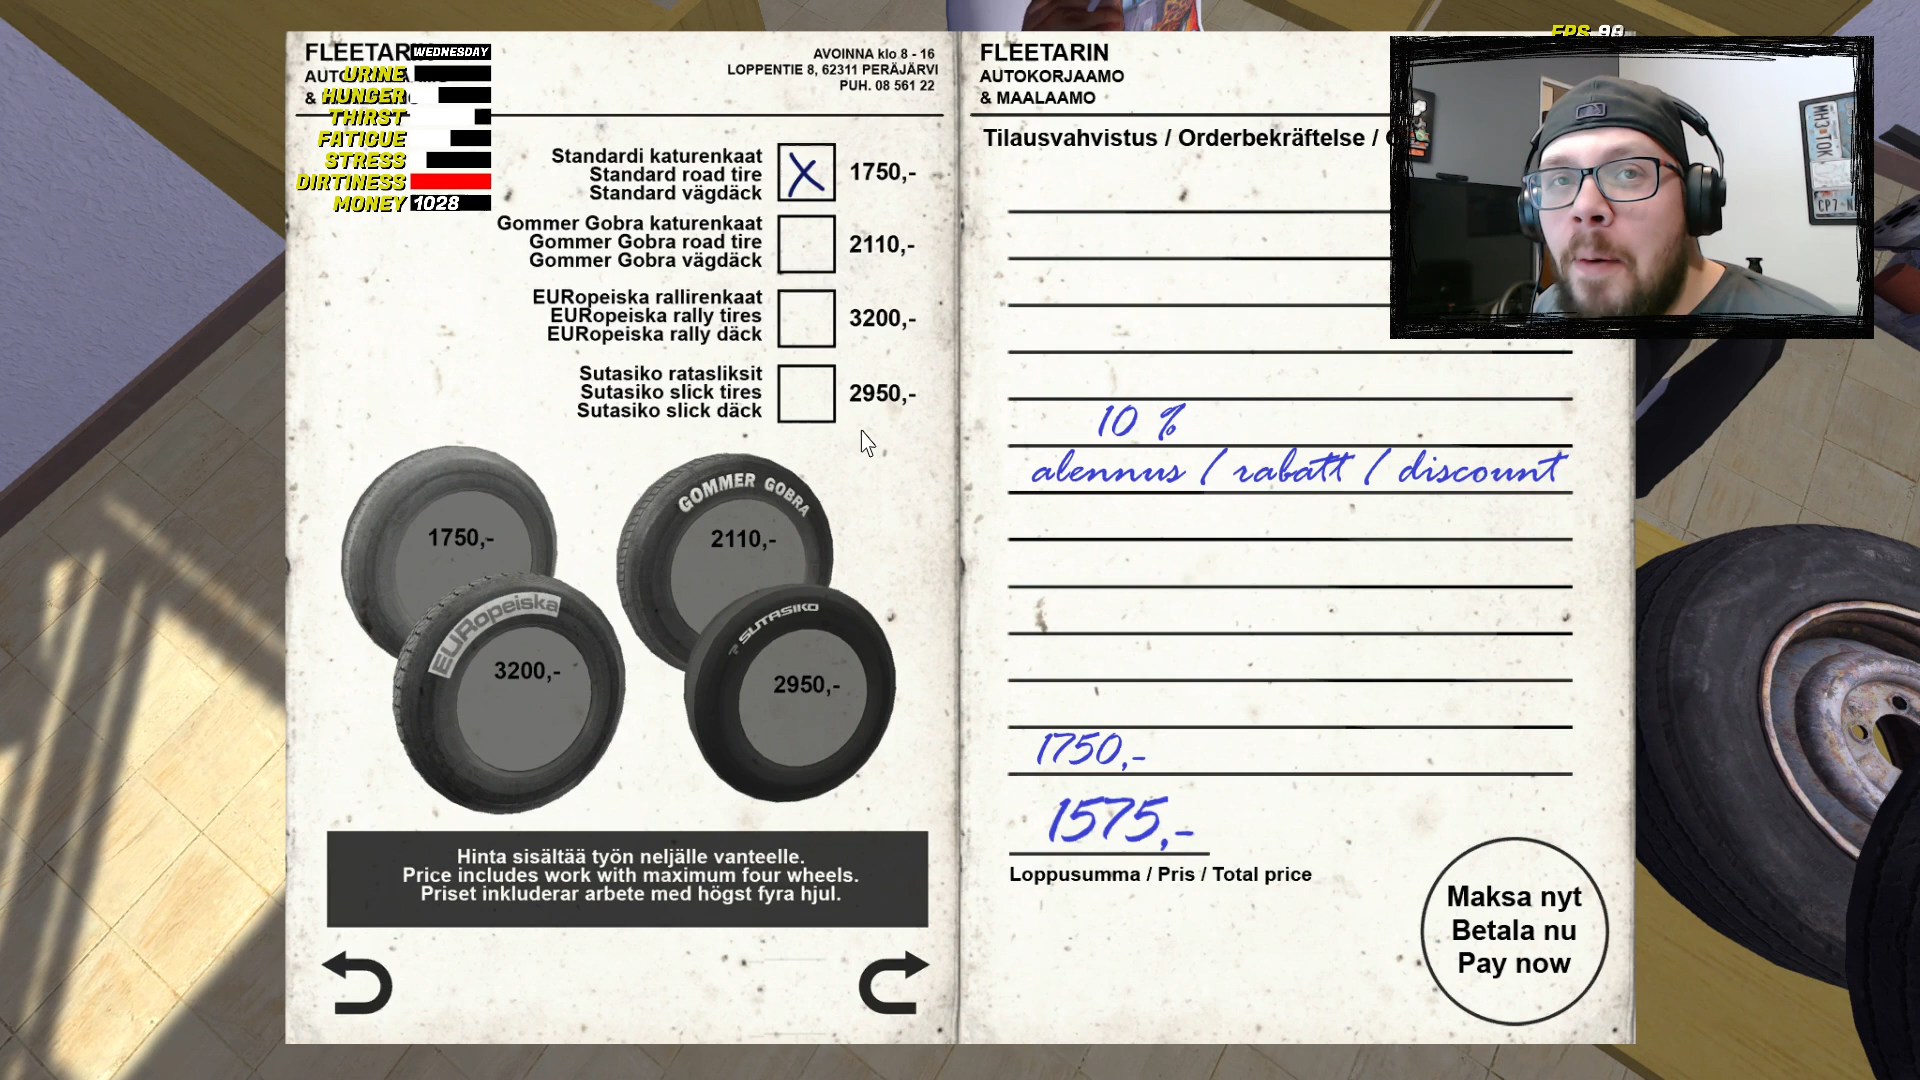 FPS 99
FLEETARIN
AUTO
&
WEDNESDAY
URINE
HUNGER
THIRST
FATIGUE
STRESS
DIRTINESS
MONEY 1028
AVOINNA klo 8 - 16
LOPPENTIE 8, 62311 PERÄJÄRVI
PUH. 08 561 22
Standardi katurenkaat
Standard road tire
Standard vägdäck
X 1750,-
Gommer Gobra katurenkaat
Gommer Gobra road tire
Gommer Gobra vägdäck
2110,-
EURopeiska rallirenkaat
EURopeiska rally tires
EURopeiska rally däck
3200,-
Sutasiko ratasliksit
Sutasiko slick tires
Sutasiko slick däck
2950,-
1750,-
GOMMER GOBRA
2110,-
EURopeiska
3200,-
SUTASIKO
2950,-
Hinta sisältää työn neljälle vanteelle.
Price includes work with maximum four wheels.
Priset inkluderar arbete med högst fyra hjul.
FLEETARIN
AUTOKORJAAMO
& MAALAAMO
Tilausvahvistus / Orderbekräftelse /
10 %
alennus / rabatt / discount
1750,-
1575,-
Loppusumma / Pris / Total price
Maksa nyt
Betala nu
Pay now